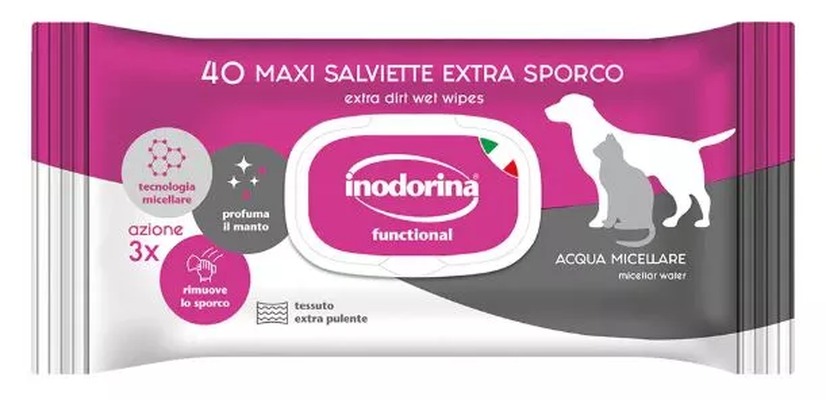 40 MAXI SALVIETTE EXTRA SPORCO
extra dirt wet wipes
tecnologia
micellare
profuma
il manto
azione
3x
rimuove
lo sporco
tessuto
extra pulente
inodorina®
functional
ACQUA MICELLARE
micellar water